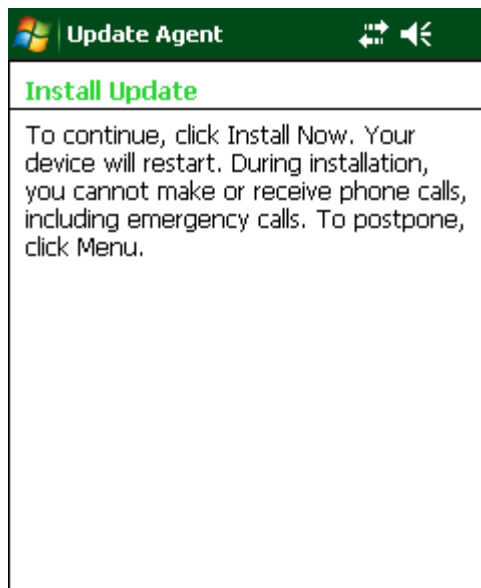 Update Agent
Install Update
To continue, click Install Now. Your
device will restart. During installation,
you cannot make or receive phone calls,
including emergency calls. To postpone,
click Menu.